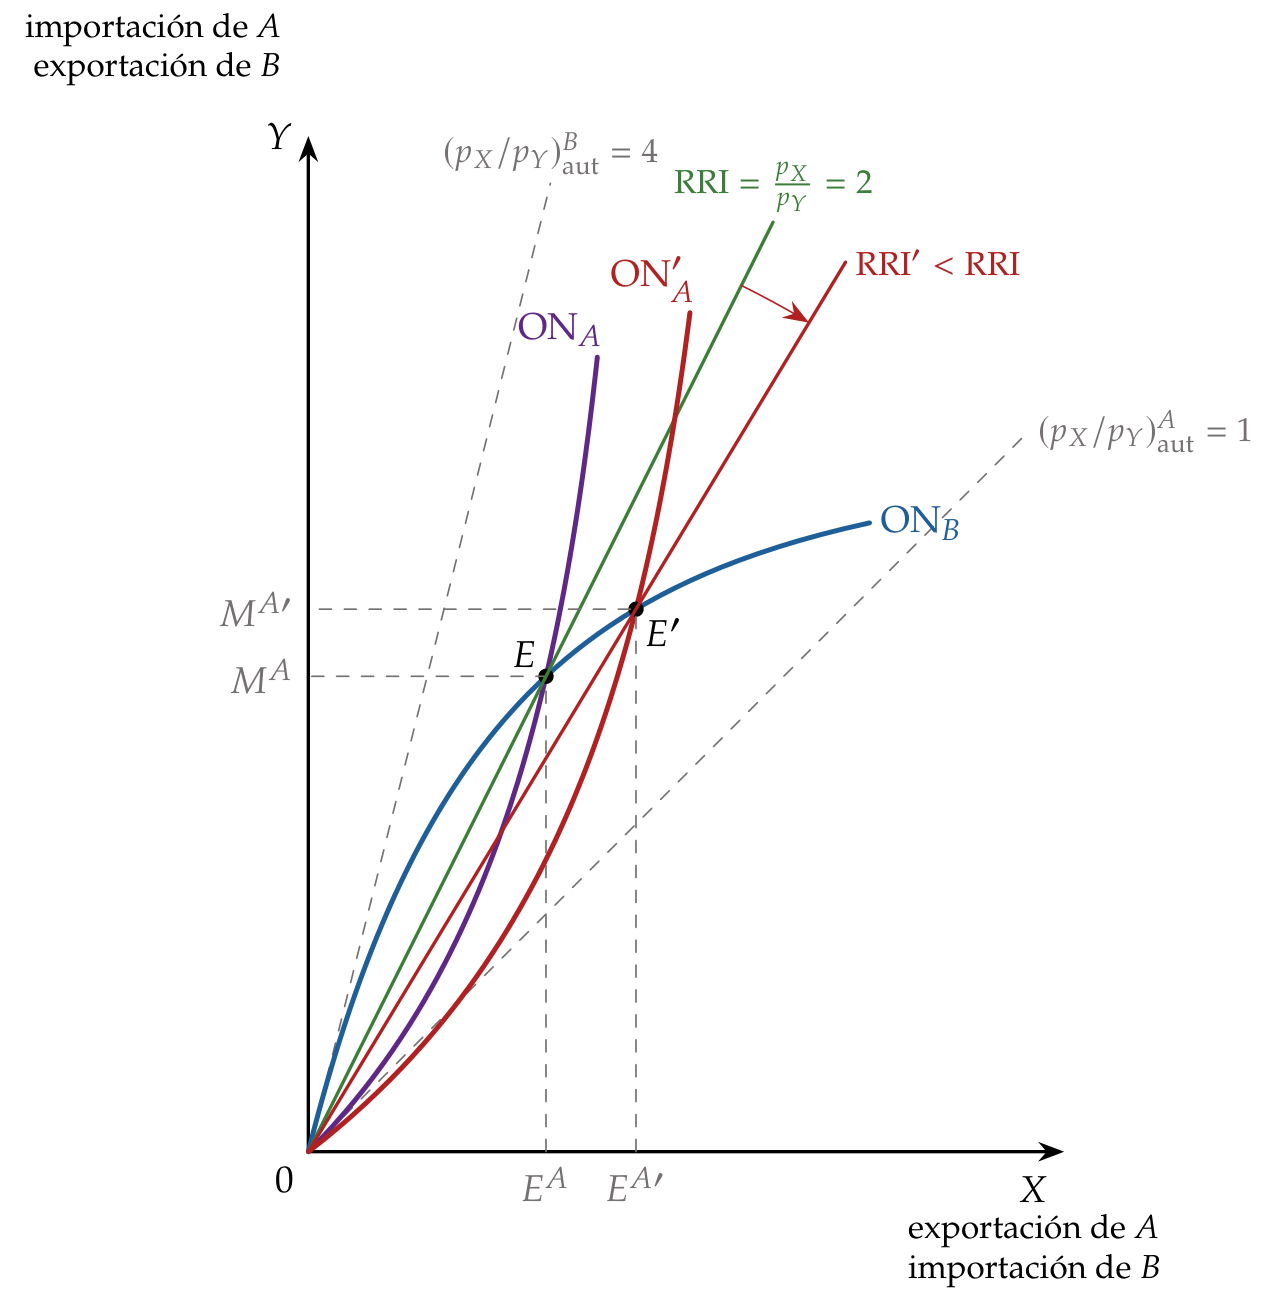 importación de A
exportación de B
Y
(p_X/p_Y)^B_aut = 4
RRI = p_X/p_Y = 2
RRI′ < RRI
ON′_A
ON_A
(p_X/p_Y)^A_aut = 1
ON_B
M^A′
E′
E
M^A
0
E^A
E^A′
X
exportación de A
importación de B